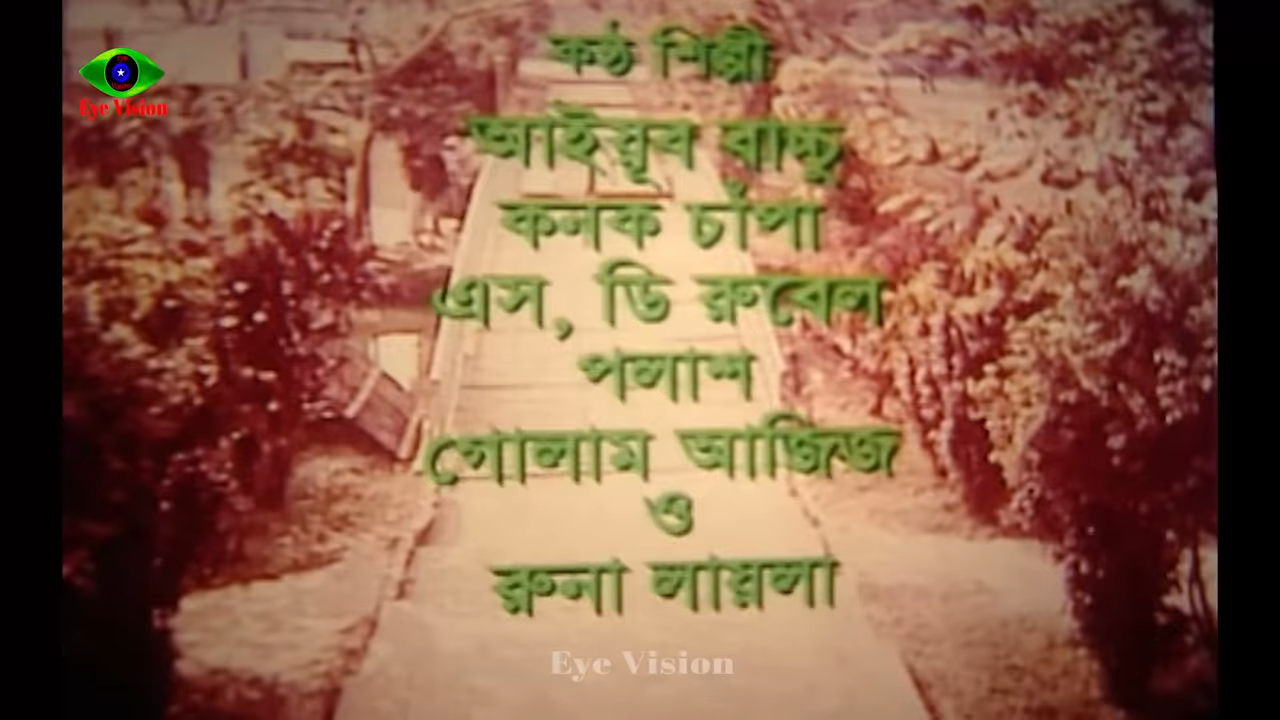 Eye Vision
কন্ঠ শিল্পী
আইয়ূব বাচ্চু
কনক চাঁপা
এস, ডি রুবেল
পলাশ
গোলাম আজিজ
ও
রুনা লায়লা
Eye Vision